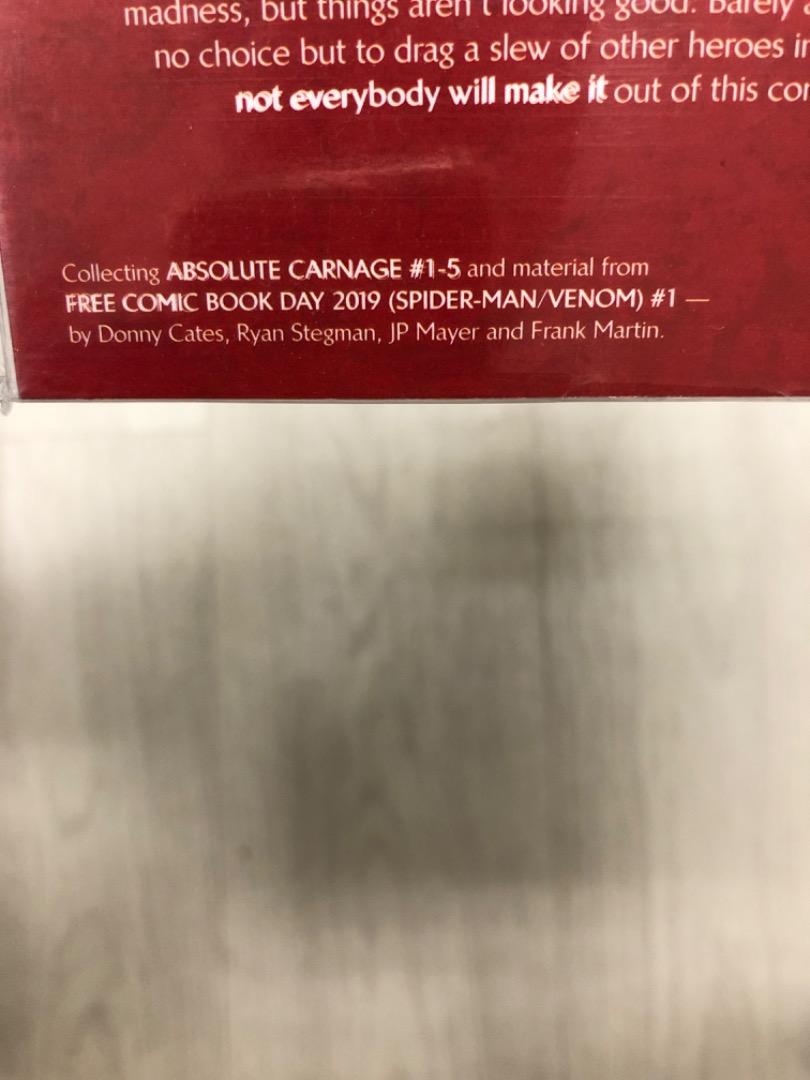 madness, but things aren't looking good. Barely
no choice but to drag a slew of other heroes
not everybody will make it out of this
Collecting ABSOLUTE CARNAGE #1-5 and material from
FREE COMIC BOOK DAY 2019 (SPIDER-MAN/VENOM) #1 —
by Donny Cates, Ryan Stegman, JP Mayer and Frank Martin.